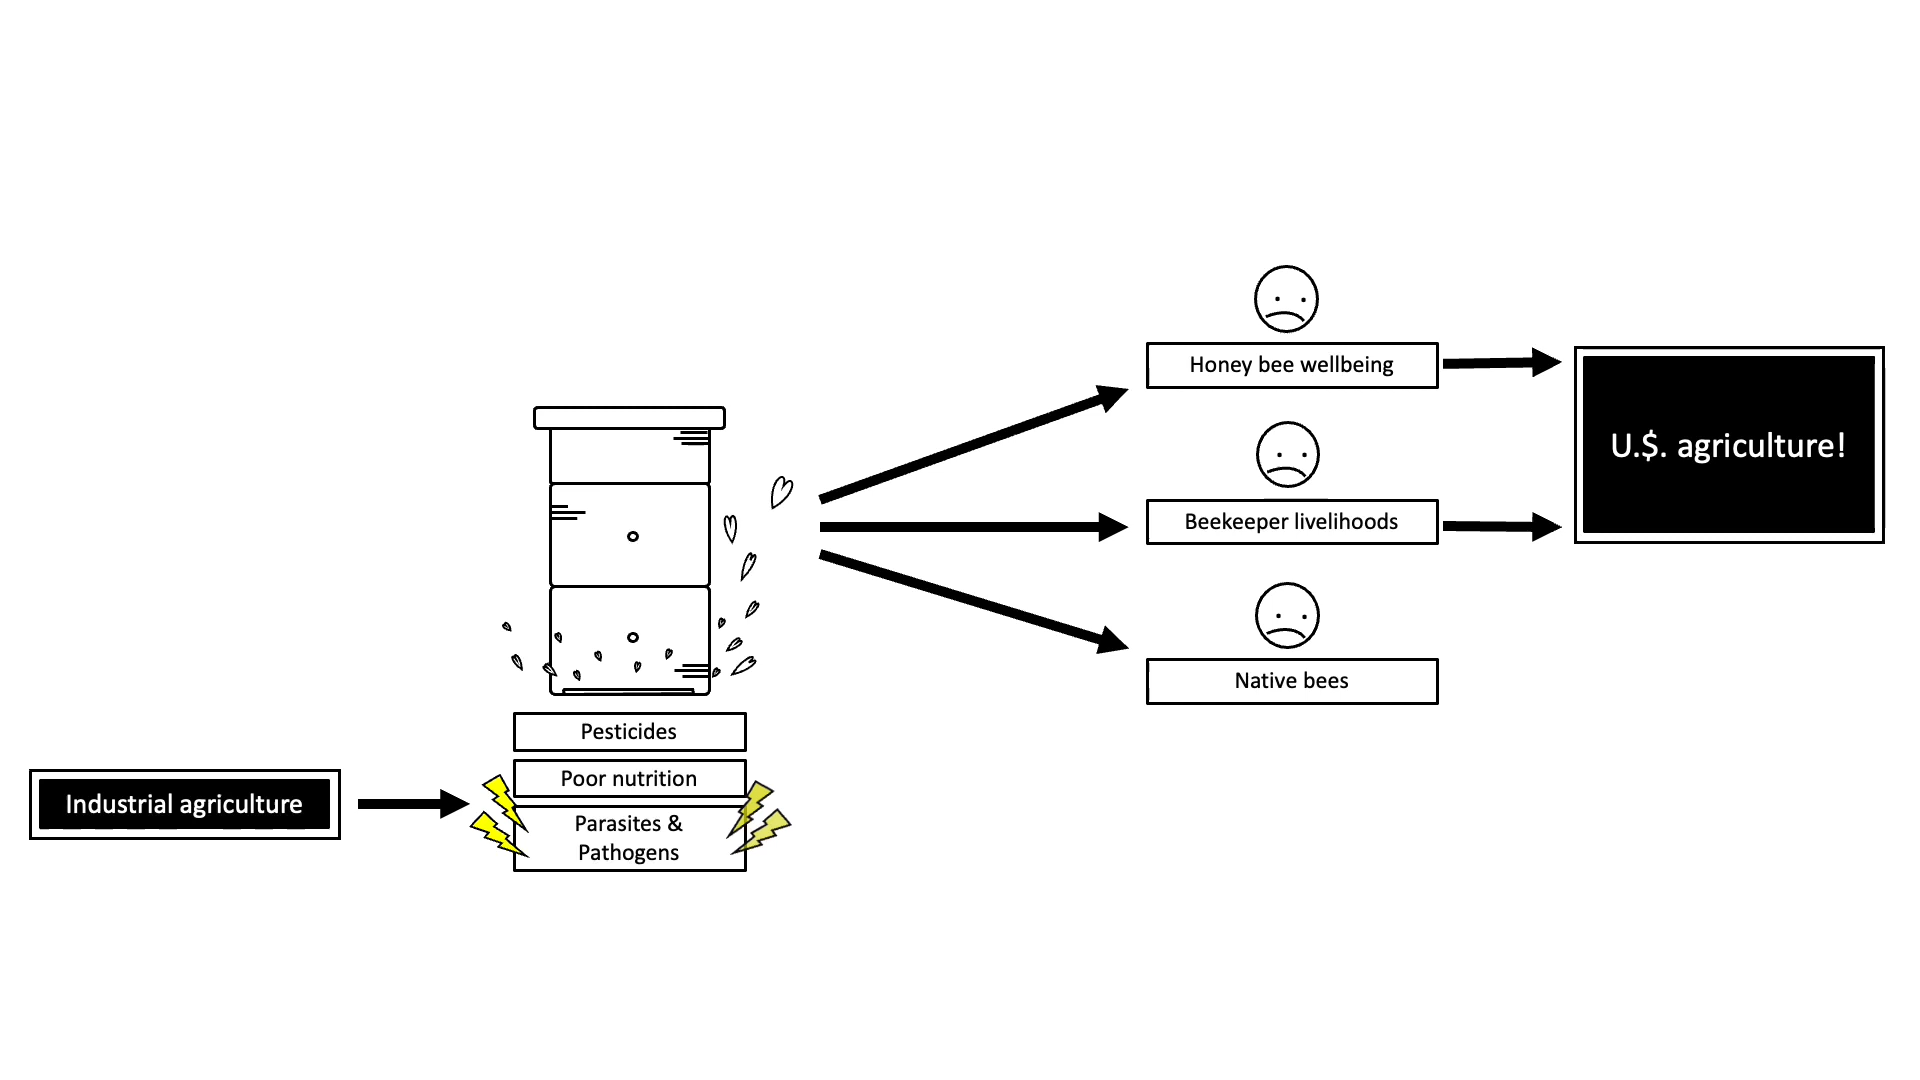 Industrial agriculture
Pesticides
Poor nutrition
Parasites &
Pathogens
Honey bee wellbeing
Beekeeper livelihoods
Native bees
U.$. agriculture!